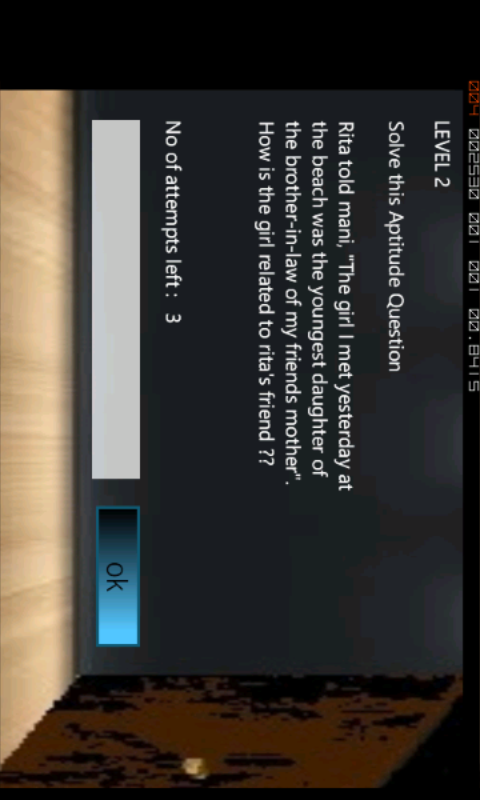 004 002530 001 001 00.8415
LEVEL 2
Solve this Aptitude Question
Rita told mani, "The girl I met yesterday at
the beach was the youngest daughter of
the brother-in-law of my friends mother".
How is the girl related to rita's friend ??
No of attempts left : 3
ok